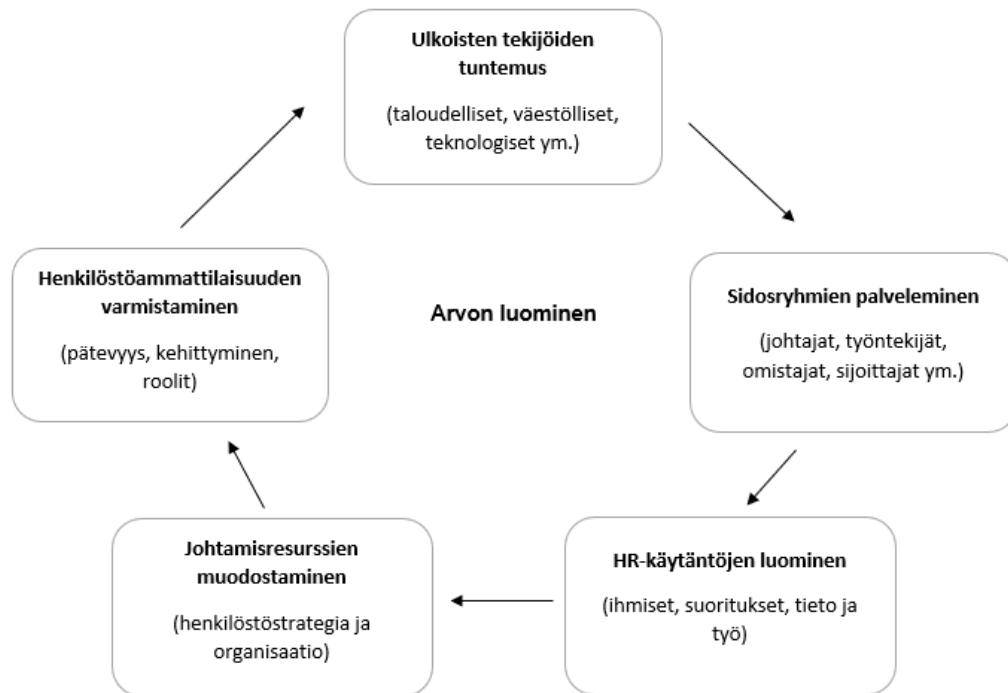 Ulkoisten tekijöiden
tuntemus
(taloudelliset, väestölliset,
teknologiset ym.)
Henkilöstöammattilaisuuden
varmistaminen
(pätevyys, kehittyminen,
roolit)
Arvon luominen
Sidosryhmien palveleminen
(johtajat, työntekijät,
omistajat, sijoittajat ym.)
Johtamisresurssien
muodostaminen
(henkilöstöstrategia ja
organisaatio)
HR-käytäntöjen luominen
(ihmiset, suoritukset, tieto ja
työ)